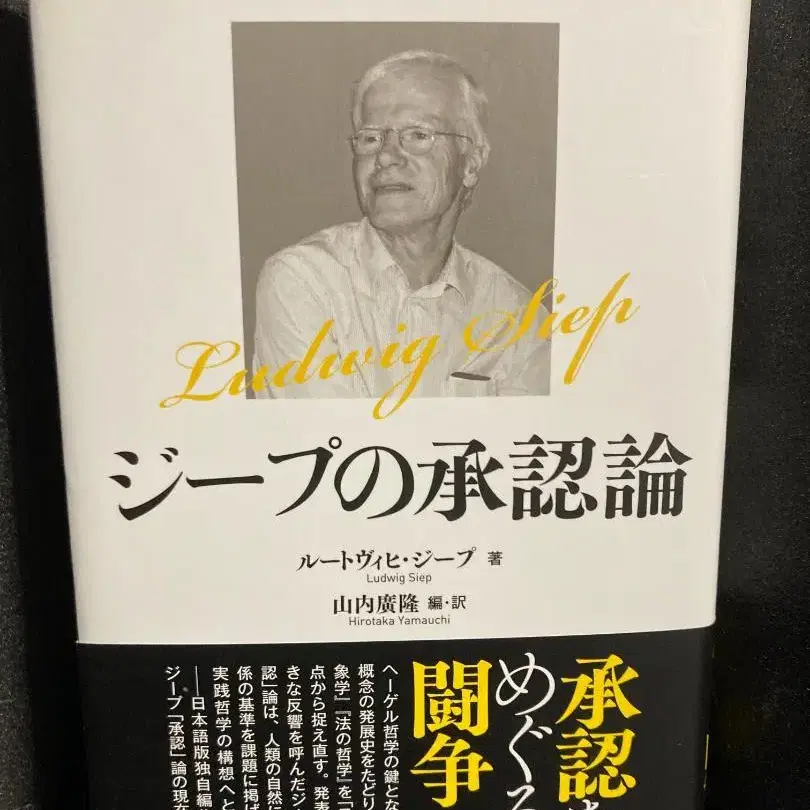 Ludwig Siep
ジープの承認論
ルートヴィヒ・ジープ 著
Ludwig Siep
山内廣隆 編・訳
Hirotaka Yamauchi
承認を
めぐる
闘争
ヘーゲル哲学の鍵とな
概念の発展史をたどり
象学』『法の哲学』を「
点から捉え直す。発表
きな反響を呼んだジ
認」論は、人類の自然に
係の基準を課題に掲げ
実践哲学の構想へと
――日本語版独自編
ジープ「承認」論の現在